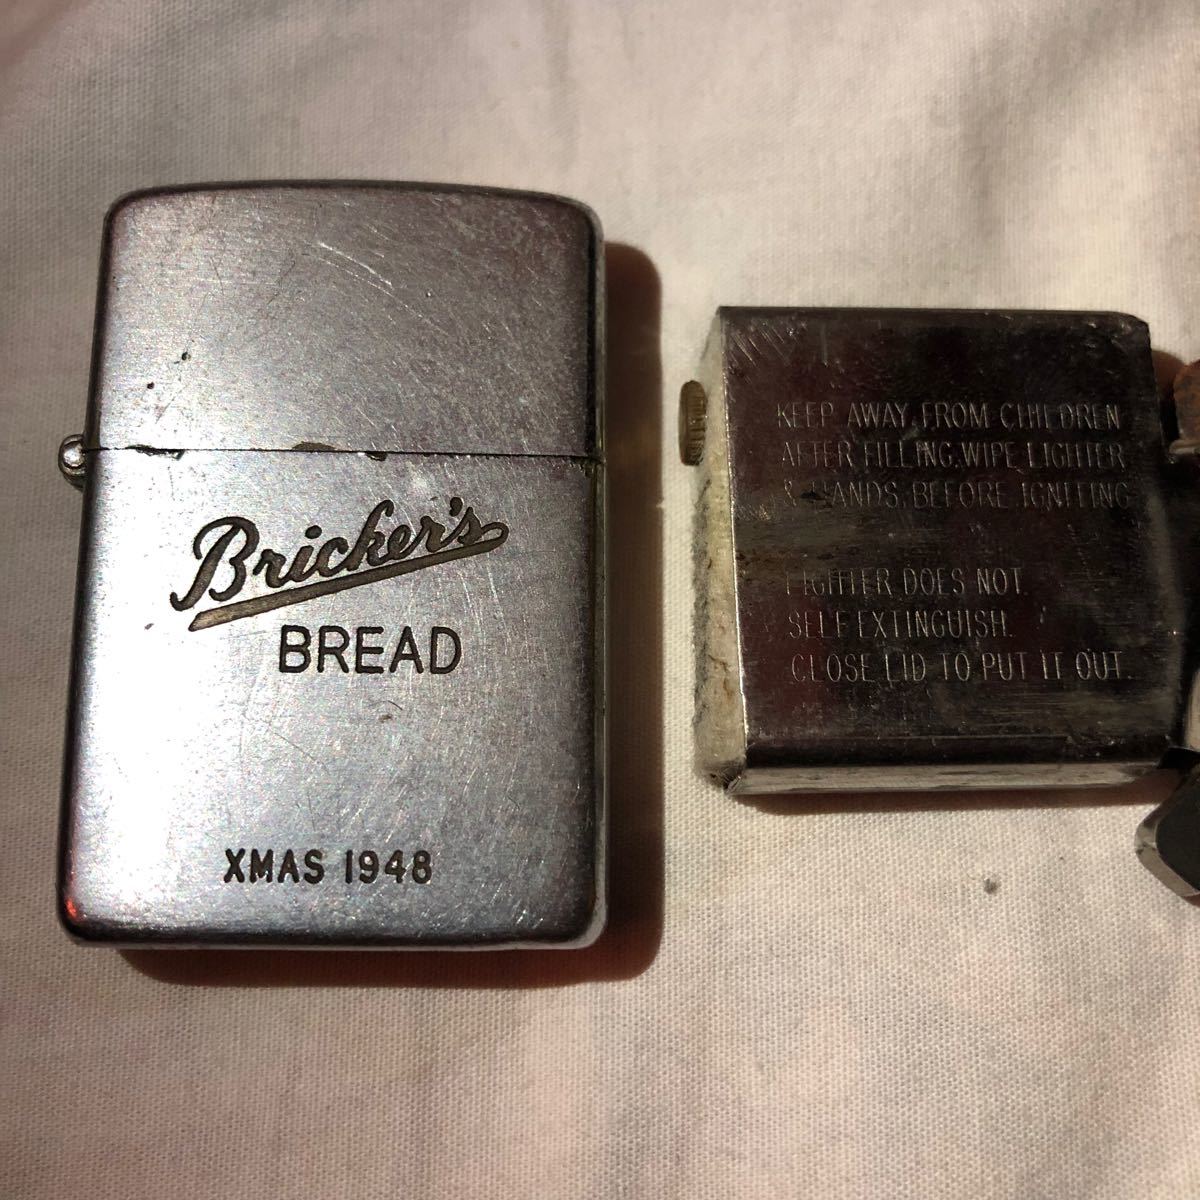 Bricker's
BREAD
XMAS 1948
KEEP AWAY FROM CHILDREN
AFTER FILLING, WIPE LIGHTER
& HANDS, BEFORE IGNITING
LIGHTER DOES NOT
SELF EXTINGUISH.
CLOSE LID TO PUT IT OUT.